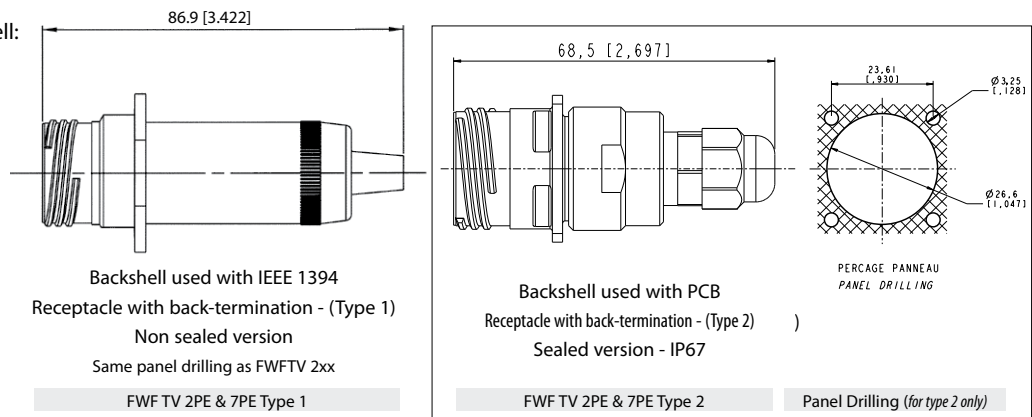 ell:
86.9 [3.422]
Backshell used with IEEE 1394
Receptacle with back-termination - (Type 1)
Non sealed version
Same panel drilling as FWFTV 2xx
FWF TV 2PE & 7PE Type 1
68,5 [2,697]
Backshell used with PCB
Receptacle with back-termination - (Type 2) )
Sealed version - IP67
FWF TV 2PE & 7PE Type 2
23,61
[,930]
Ø3,25
[,128]
Ø26,6
[1,047]
PERCAGE PANNEAU
PANEL DRILLING
Panel Drilling (for type 2 only)